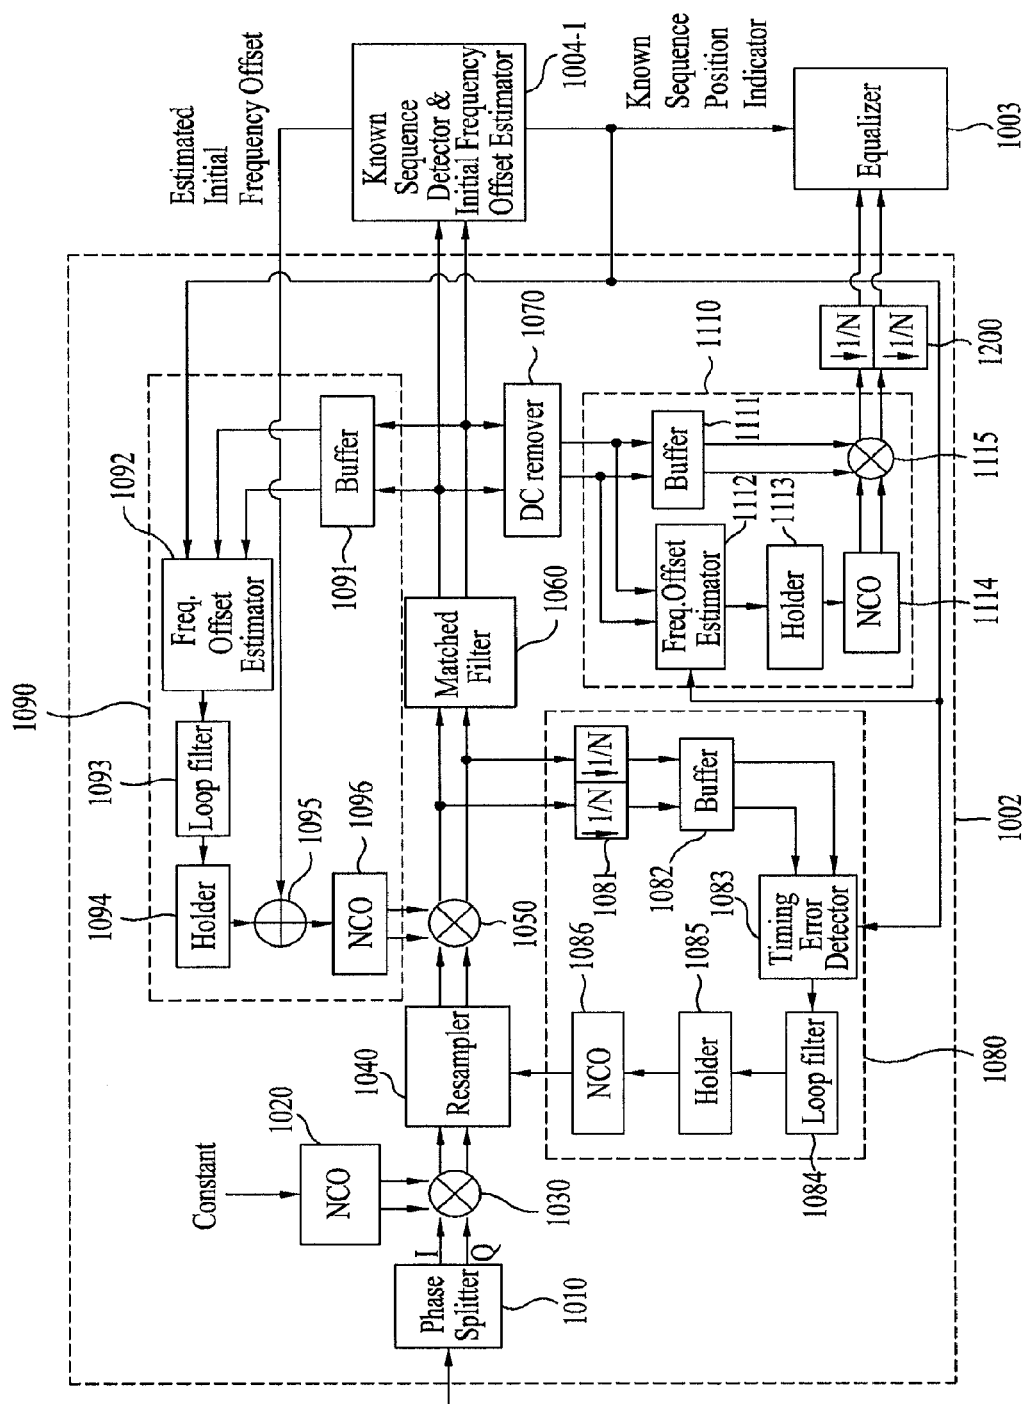 Estimated
Initial
Frequency Offset
Known
Sequence
Detector &
Initial Frequency
Offset Estimator
1004-1
Known
Sequence
Position
Indicator
Equalizer
1003
1090
1092
Freq.
Offset
Estimator
Buffer
1091
1093
Loop filter
1094
Holder
1095
1096
NCO
Constant
1020
NCO
Phase
Splitter
1010
I
Q
1030
1040
Resampler
1050
Matched
Filter
1060
DC remover
1070
1110
Buffer
1111
Freq.Offset
Estimator
1112
Holder
1113
NCO
1114
1115
1/N
1/N
1200
1/N
1/N
1081
Buffer
1082
1083
Timing
Error
Detector
Loop filter
1084
Holder
1085
NCO
1086
1080
1002